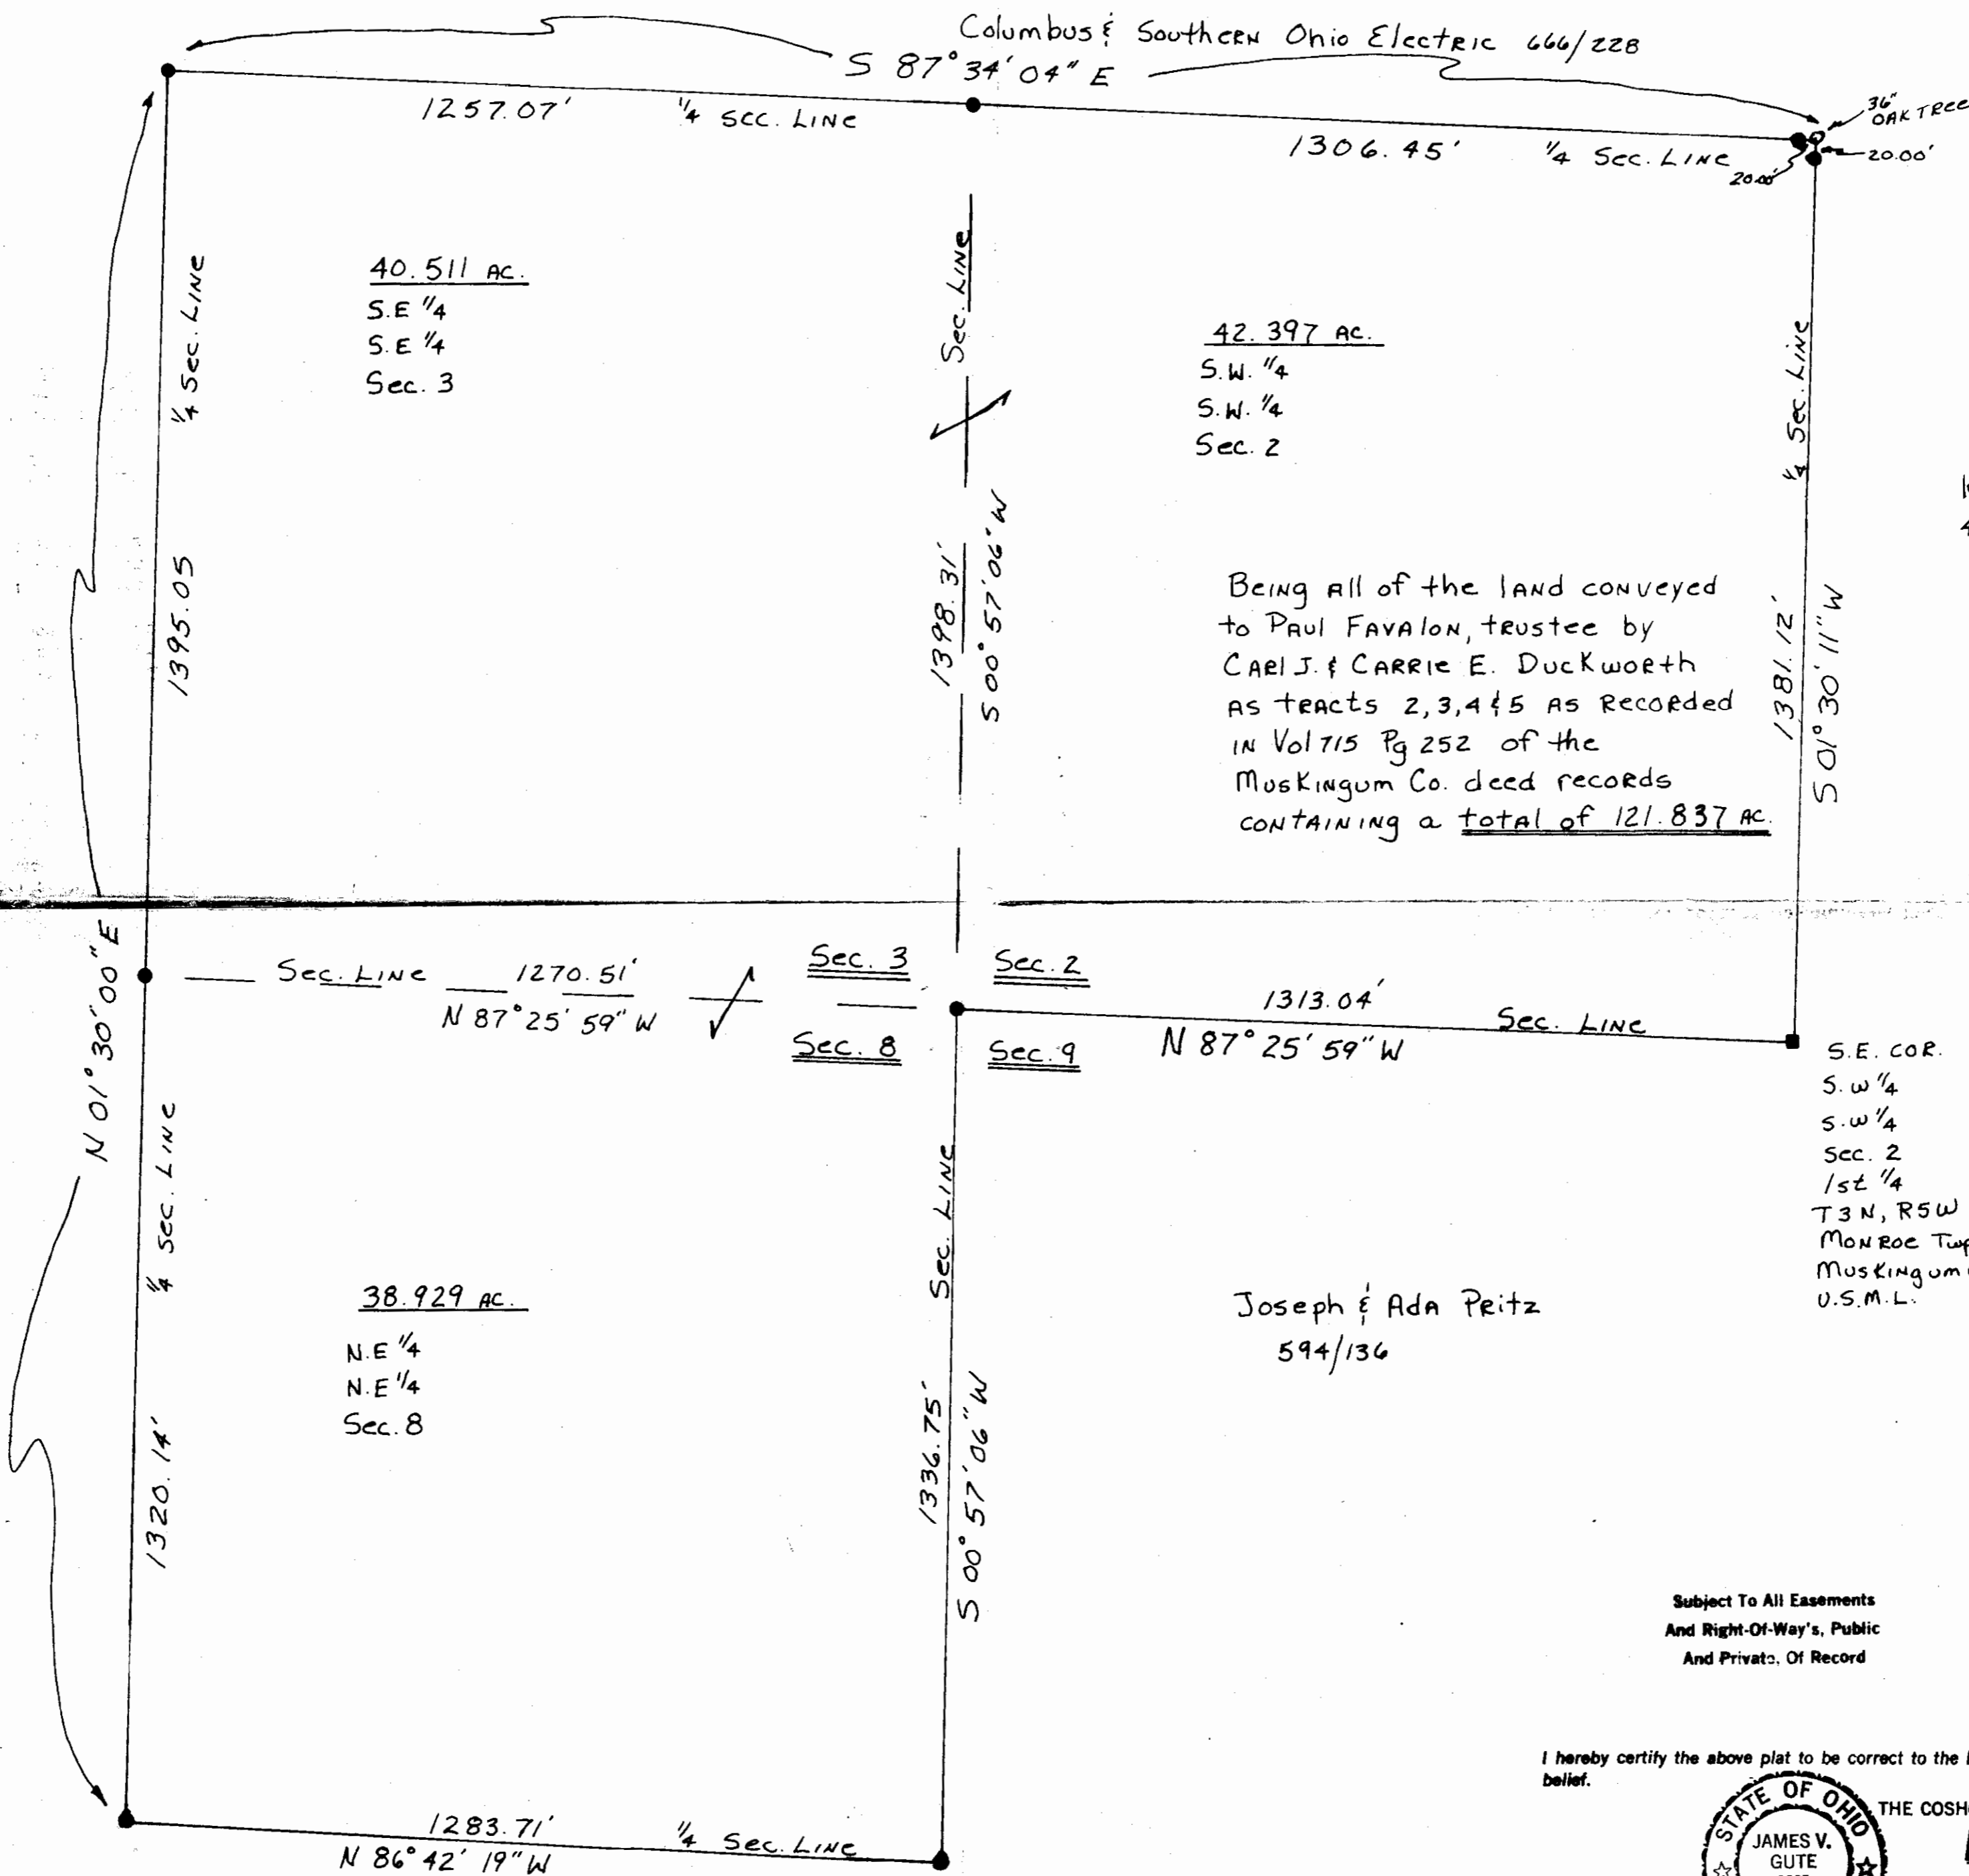 Columbus & Southern Ohio Electric 666/228
S 87° 34' 04" E
1257.07' 1/4 SEC. LINE
1306.45' 1/4 Sec. LINE
36"
OAK TREE
20.00'
20.00'
1/4 Sec. LINE
1395.05
40.511 AC.
S.E 1/4
S.E 1/4
Sec. 3
Sec. LINE
1398.31'
S 00° 57' 06" W
42.397 AC.
S.W. 1/4
S.W. 1/4
Sec. 2
1/4 Sec. LINE
1381.12'
S 01° 30' 11" W
Being All of the lAND conveyed
to PAul FAVAlON, trustee by
CARl J. & CARRIE E. Duckworth
AS tRActs 2,3,4 & 5 AS Recorded
IN Vol 715 Pg 252 of the
MusKINgum Co. deed records
CONTAINING a total of 121.837 AC.
N 01° 30' 00" E
Sec. LINE 1270.51'
N 87° 25' 59" W
Sec. 3
Sec. 2
Sec. 8
Sec. 9
1313.04' Sec. LINE
N 87° 25' 59" W
S.E. COR.
S.W 1/4
S.W 1/4
Sec. 2
1st 1/4
T3N, R5W
MONROE Twp
MusKINgum
U.S.M.L.
1/4 Sec. LINE
1320.14'
38.929 AC.
N.E 1/4
N.E 1/4
Sec. 8
Sec. LINE
1336.75'
S 00° 57' 06" W
Joseph & AdA PRitz
594/136
Subject To All Easements
And Right-Of-Way's, Public
And Private, Of Record
1283.71' 1/4 Sec. LINE
N 86° 42' 19" W
I hereby certify the above plat to be correct to the
belief.
THE COSH
STATE OF OHIO
JAMES V.
GUTE